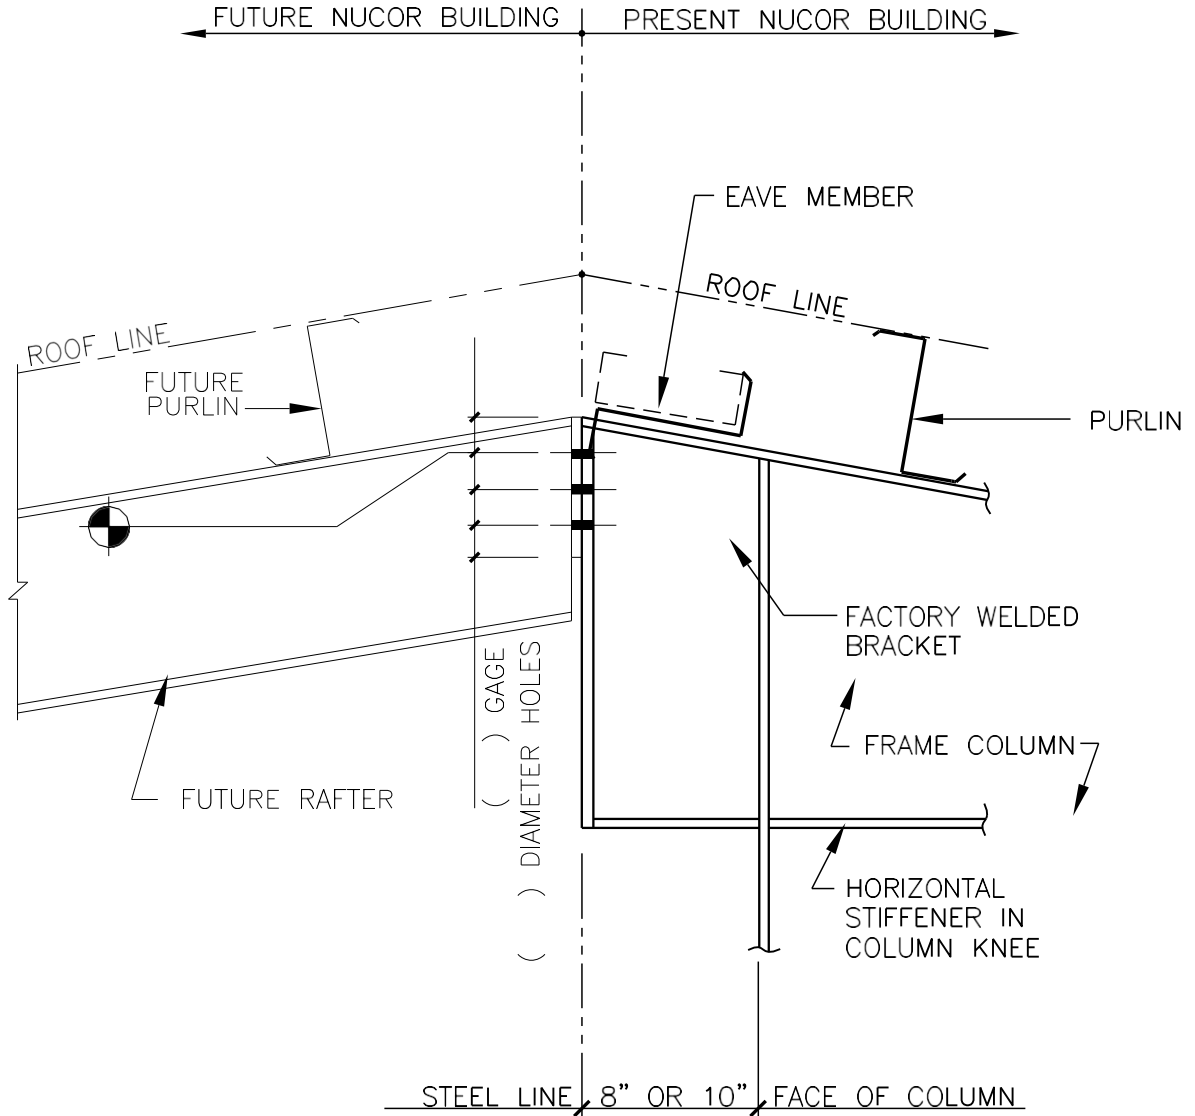 FUTURE NUCOR BUILDING
PRESENT NUCOR BUILDING
EAVE MEMBER
ROOF LINE
ROOF LINE
FUTURE
PURLIN
PURLIN
FACTORY WELDED
BRACKET
( ) GAGE
( ) DIAMETER HOLES
FRAME COLUMN
FUTURE RAFTER
HORIZONTAL
STIFFENER IN
COLUMN KNEE
STEEL LINE
8" OR 10"
FACE OF COLUMN